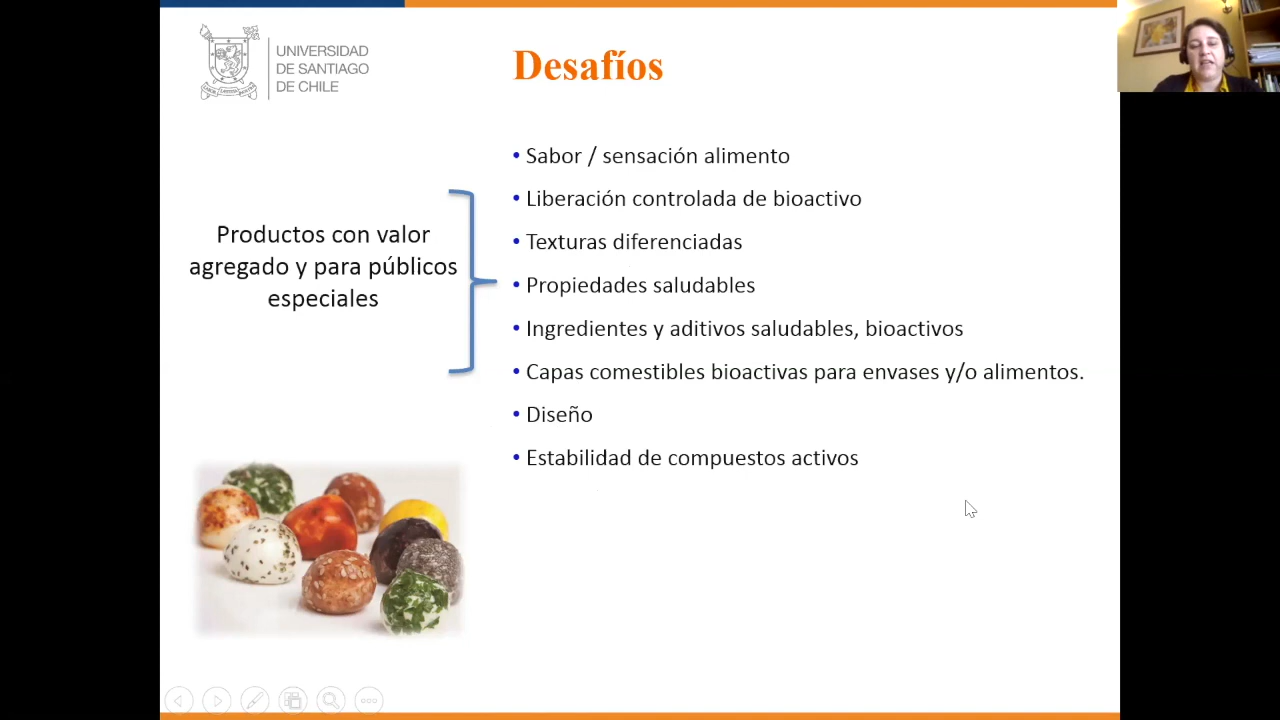 UNIVERSIDAD
DE SANTIAGO
DE CHILE
Desafíos
Productos con valor
agregado y para públicos
especiales
• Sabor / sensación alimento
• Liberación controlada de bioactivo
• Texturas diferenciadas
• Propiedades saludables
• Ingredientes y aditivos saludables, bioactivos
• Capas comestibles bioactivas para envases y/o alimentos.
• Diseño
• Estabilidad de compuestos activos